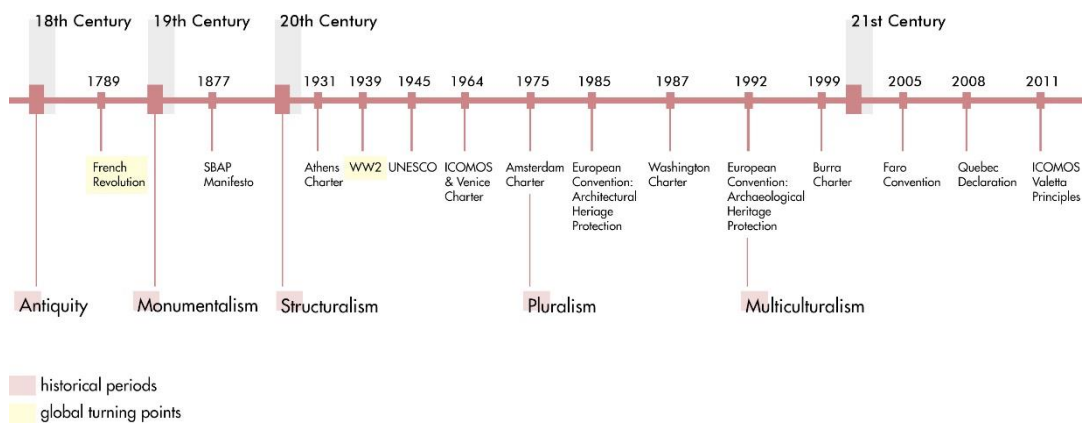 18th Century
19th Century
20th Century
21st Century
1789
1877
1931
1939
1945
1964
1975
1985
1987
1992
1999
2005
2008
2011
French
Revolution
SBAP
Manifesto
Athens
Charter
WW2
UNESCO
ICOMOS
& Venice
Charter
Amsterdam
Charter
European
Convention:
Architectural
Heriage
Protection
Washington
Charter
European
Convention:
Archaeological
Heritage
Protection
Burra
Charter
Faro
Convention
Quebec
Declaration
ICOMOS
Valetta
Principles
Antiquity
Monumentalism
Structuralism
Pluralism
Multiculturalism
historical periods
global turning points